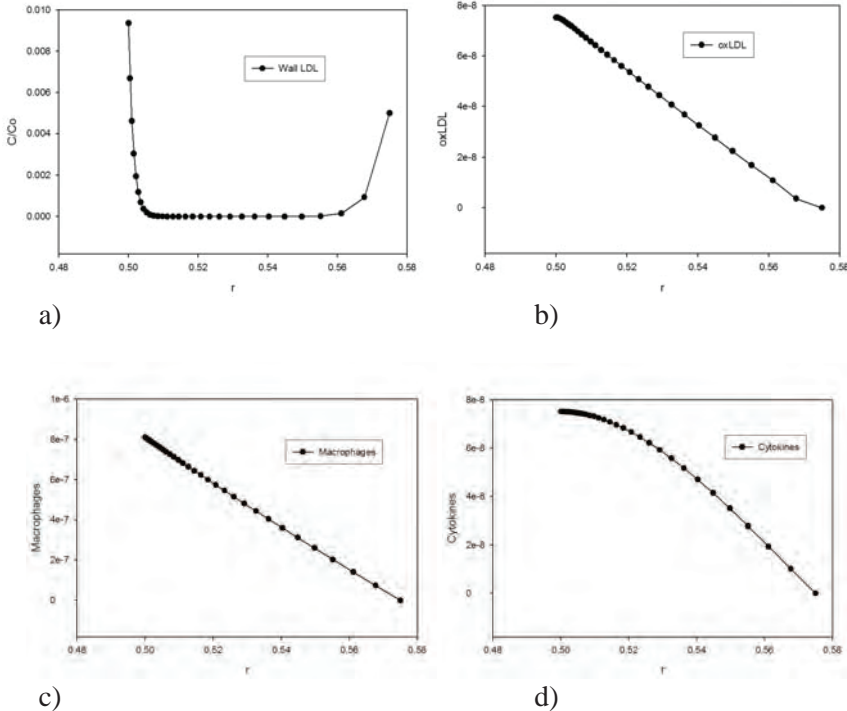 0.010
0.008
0.006
0.004
0.002
0.000
C/Co
Wall LDL
0.48 0.50 0.52 0.54 0.56 0.58
r
a)
8e-8
6e-8
4e-8
2e-8
0
oxLDL
oxLDL
0.48 0.50 0.52 0.54 0.56 0.58
r
b)
1e-6
8e-7
6e-7
4e-7
2e-7
0
Macrophages
Macrophages
0.48 0.50 0.52 0.54 0.56 0.58
r
c)
8e-8
6e-8
4e-8
2e-8
0
Cytokines
Cytokines
0.48 0.50 0.52 0.54 0.56 0.58
r
d)